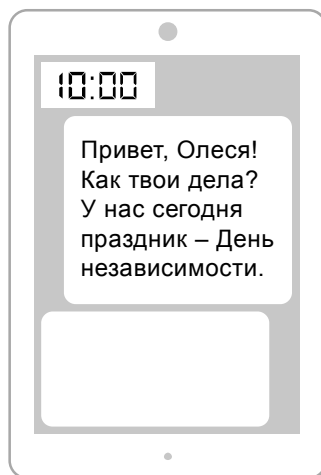 10:00
Привет, Олеся!
Как твои дела?
У нас сегодня
праздник – День
независимости.